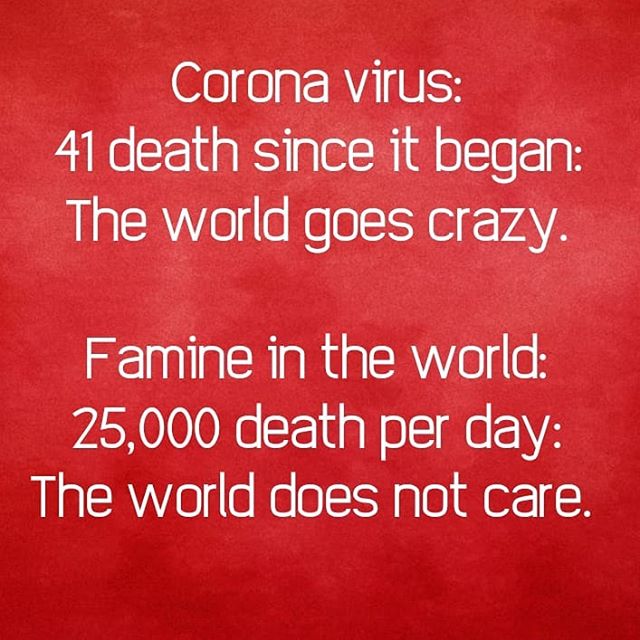 Corona virus:
41 death since it began:
The world goes crazy.
Famine in the world:
25,000 death per day:
The world does not care.